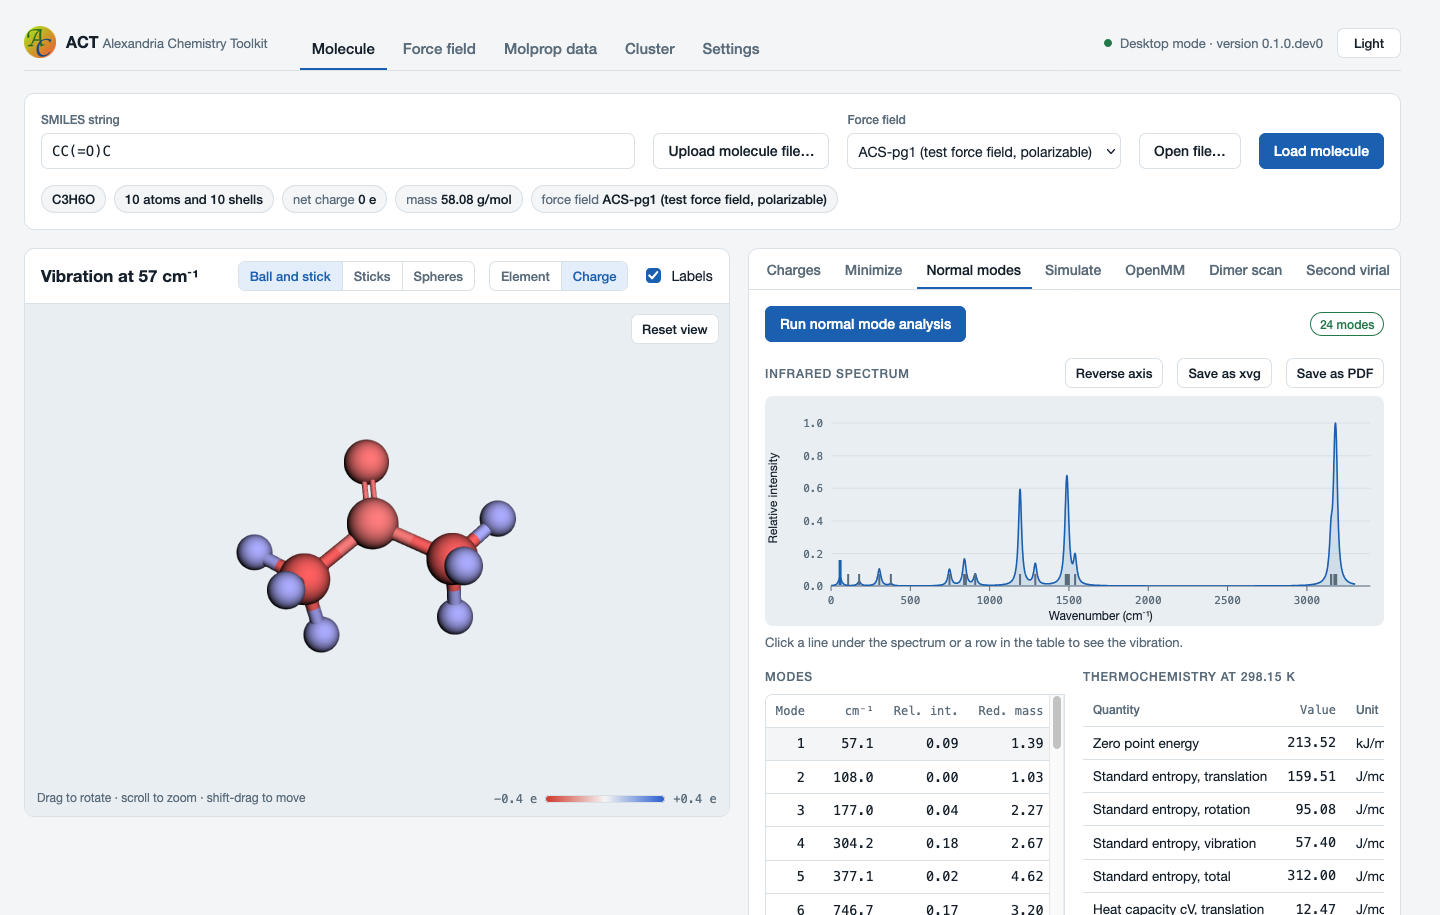 ACT Alexandria Chemistry Toolkit
Molecule
Force field
Molprop data
Cluster
Settings
Desktop mode · version 0.1.0.dev0
Light
SMILES string
CC(=O)C
Upload molecule file...
Force field
ACS-pg1 (test force field, polarizable)
Open file...
Load molecule
C3H6O
10 atoms and 10 shells
net charge 0 e
mass 58.08 g/mol
force field ACS-pg1 (test force field, polarizable)
Vibration at 57 cm⁻¹
Ball and stick
Sticks
Spheres
Element
Charge
Labels
Reset view
Drag to rotate · scroll to zoom · shift-drag to move
−0.4 e
+0.4 e
Charges
Minimize
Normal modes
Simulate
OpenMM
Dimer scan
Second virial
Run normal mode analysis
24 modes
INFRARED SPECTRUM
Reverse axis
Save as xvg
Save as PDF
Relative intensity
1.0
0.8
0.6
0.4
0.2
0.0
0 500 1000 1500 2000 2500 3000
Wavenumber (cm⁻¹)
Click a line under the spectrum or a row in the table to see the vibration.
MODES
Mode cm⁻¹ Rel. int. Red. mass
1 57.1 0.09 1.39
2 108.0 0.00 1.03
3 177.0 0.04 2.27
4 304.2 0.18 2.67
5 377.1 0.02 4.62
6 746.7 0.17 3.20
THERMOCHEMISTRY AT 298.15 K
Quantity Value Unit
Zero point energy 213.52 kJ/m
Standard entropy, translation 159.51 J/mo
Standard entropy, rotation 95.08 J/mo
Standard entropy, vibration 57.40 J/mo
Standard entropy, total 312.00 J/mo
Heat capacity cV, translation 12.47 J/mo